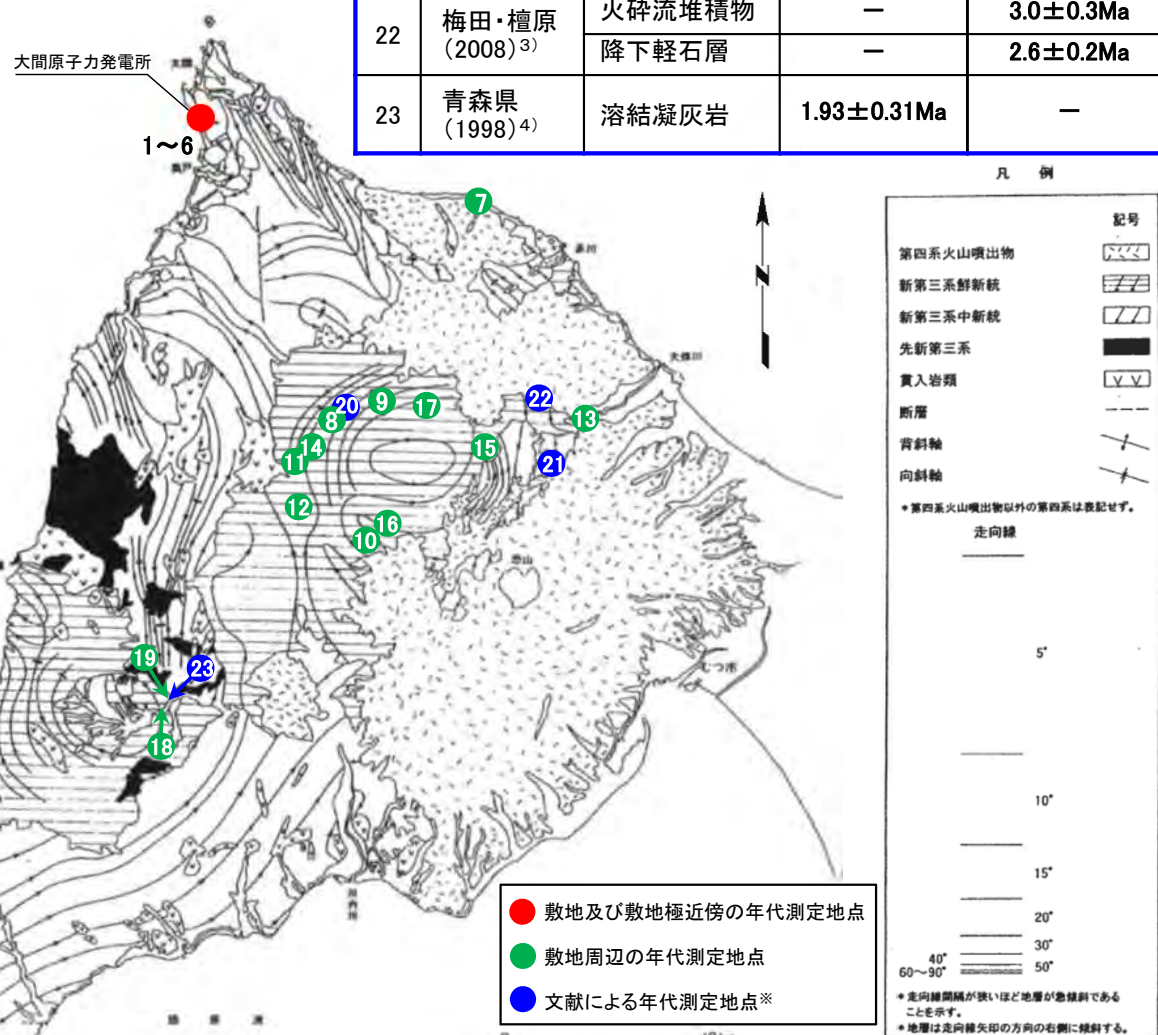 22 梅田・檀原 (2008)3) 火砕流堆積物 − 3.0±0.3Ma
降下軽石層 − 2.6±0.2Ma
23 青森県 (1998)4) 溶結凝灰岩 1.93±0.31Ma −
大間原子力発電所
大間
1～6
奥戸
7
N
大畑川
22
9
20
17
8
13
14
15
11
21
12
16
10
恐山
19
23
むつ市
18
川内川
凡 例
記号
第四系火山噴出物
新第三系鮮新統
新第三系中新統
先新第三系
貫入岩類
断層
背斜軸
向斜軸
*第四系火山噴出物以外の第四系は表記せず。
走向線
5°
10°
15°
20°
30°
40°
50°
60～90°
*走向線間隔が狭いほど地層が急傾斜である
ことを示す。
*地層は走向線矢印の方向の右側に傾斜する。
敷地及び敷地極近傍の年代測定地点
敷地周辺の年代測定地点
文献による年代測定地点※